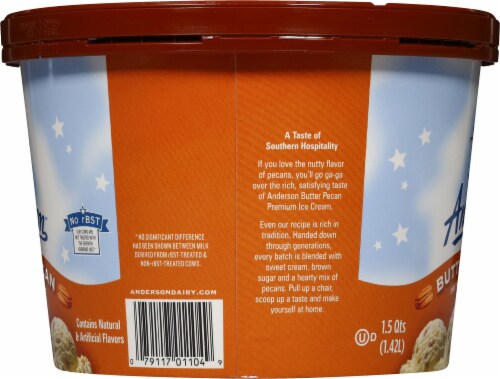 No rBST
*NO SIGNIFICANT DIFFERENCE
HAS BEEN SHOWN BETWEEN MILK
DERIVED FROM rBST-TREATED &
NON-rBST-TREATED COWS.
ANDERSONDAIRY.COM
0 79117 01104 9
Contains Natural
& Artificial Flavors
A Taste of
Southern Hospitality
If you love the nutty flavor
of pecans, you'll go ga-ga
over the rich, satisfying taste
of Anderson Butter Pecan
Premium Ice Cream.
Even our recipe is rich in
tradition. Handed down
through generations,
every batch is blended with
sweet cream, brown
sugar and a hearty mix of
pecans. Pull up a chair,
scoop up a taste and make
yourself at home.
U D
1.5 Qts
(1.42L)
An
BUTT